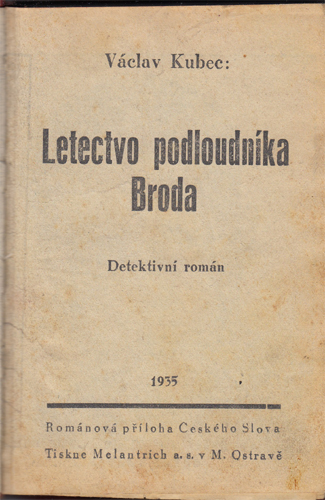 Václav Kubec:
Letectvo podloudníka
Broda
Detektivní román
1935
Románová příloha Českého Slova
Tiskne Melantrich a. s. v M. Ostravě